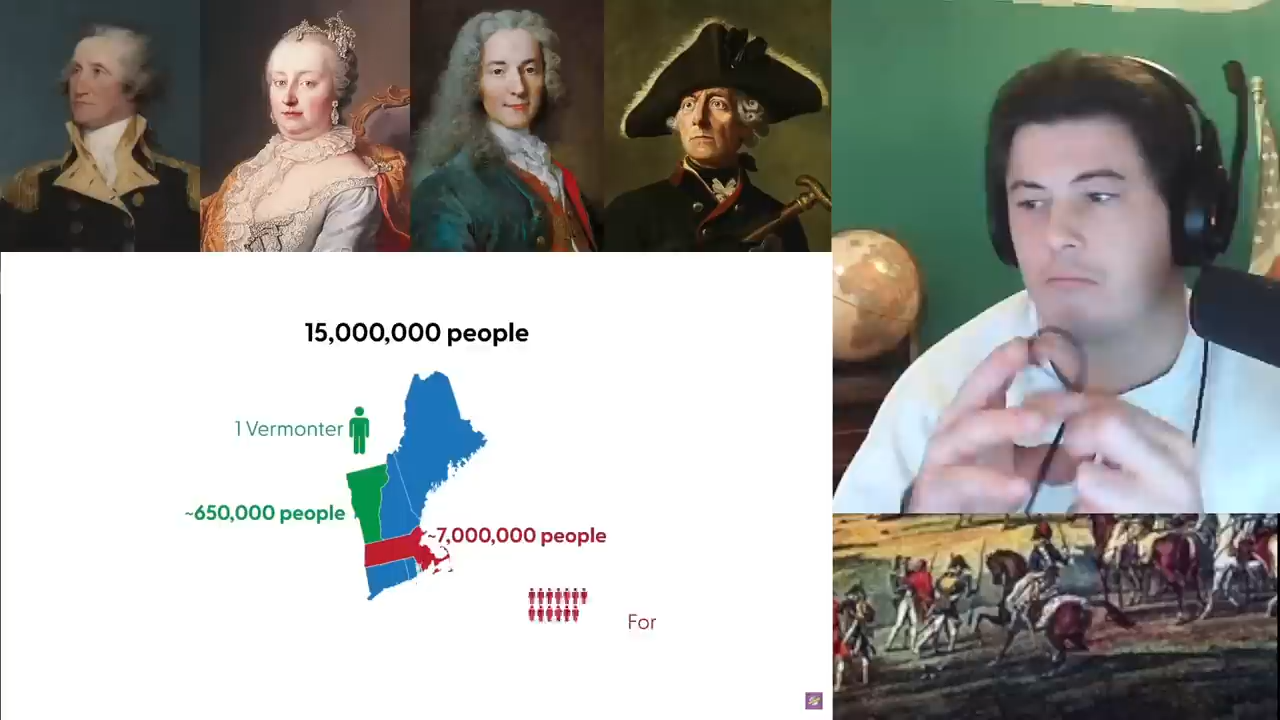 15,000,000 people
1 Vermonter
~650,000 people
~7,000,000 people
For